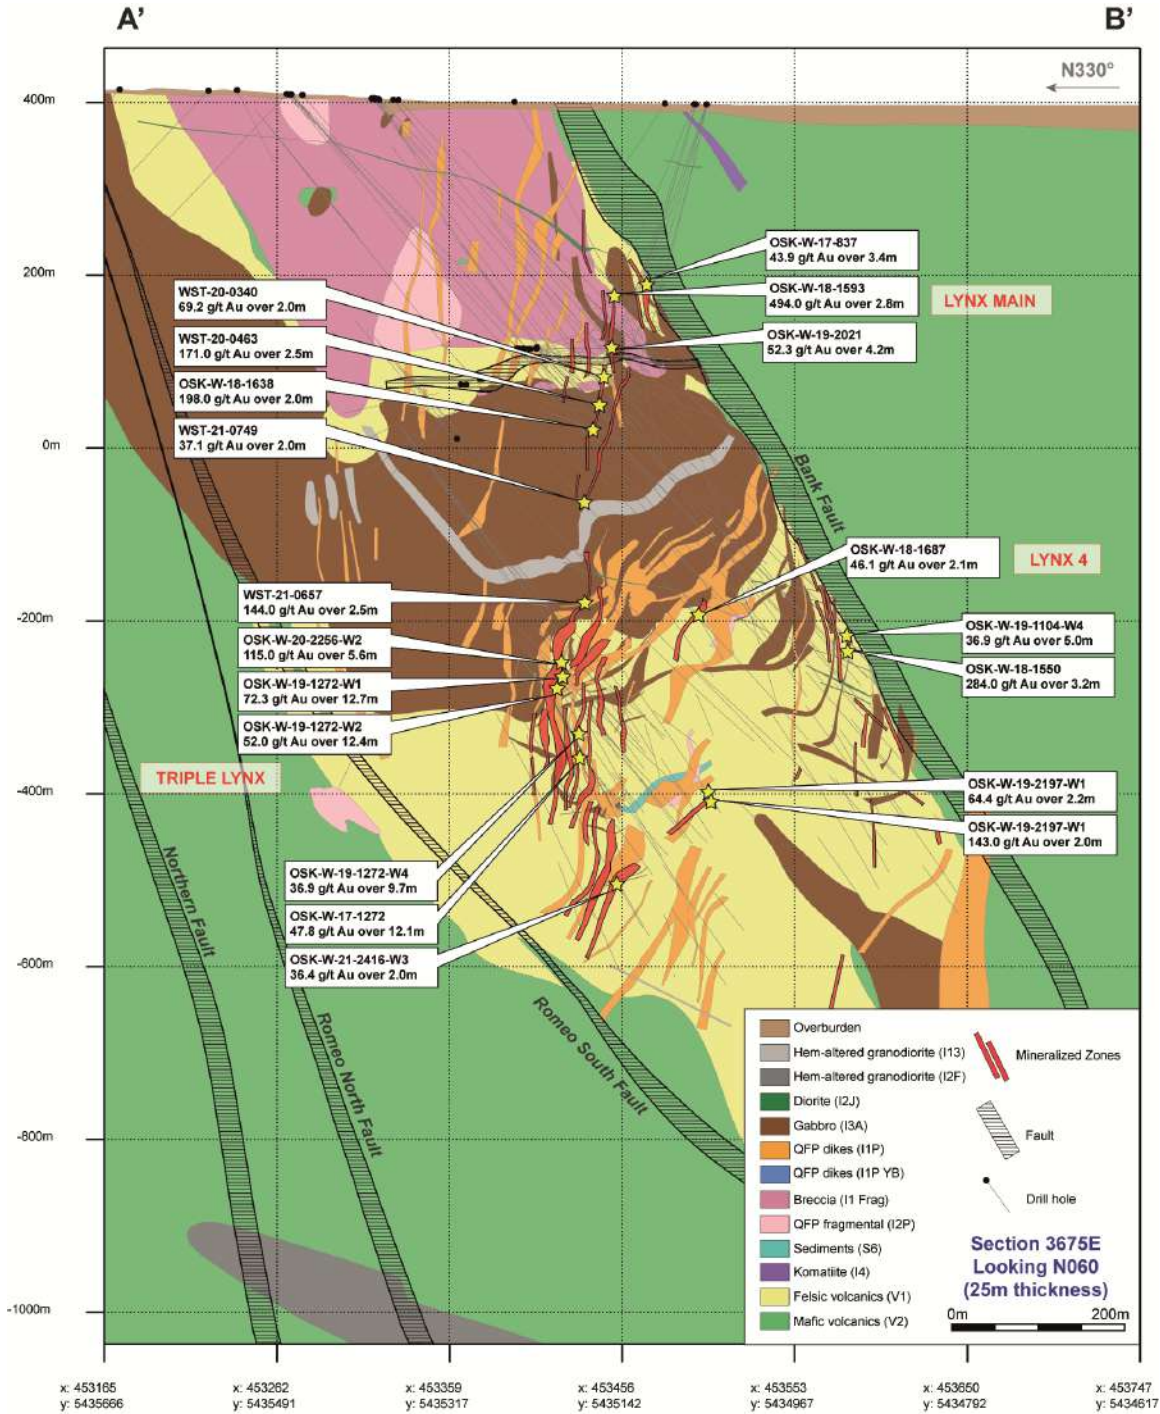 A’
B’
N330°
400m
200m
0m
-200m
-400m
-600m
-800m
-1000m
OSK-W-17-837
43.9 g/t Au over 3.4m
OSK-W-18-1593
494.0 g/t Au over 2.8m
LYNX MAIN
OSK-W-19-2021
52.3 g/t Au over 4.2m
WST-20-0340
69.2 g/t Au over 2.0m
WST-20-0463
171.0 g/t Au over 2.5m
OSK-W-18-1638
198.0 g/t Au over 2.0m
WST-21-0749
37.1 g/t Au over 2.0m
Bank Fault
OSK-W-18-1687
46.1 g/t Au over 2.1m
LYNX 4
WST-21-0657
144.0 g/t Au over 2.5m
OSK-W-20-2256-W2
115.0 g/t Au over 5.6m
OSK-W-19-1272-W1
72.3 g/t Au over 12.7m
OSK-W-19-1272-W2
52.0 g/t Au over 12.4m
OSK-W-19-1104-W4
36.9 g/t Au over 5.0m
OSK-W-18-1550
284.0 g/t Au over 3.2m
TRIPLE LYNX
OSK-W-19-2197-W1
64.4 g/t Au over 2.2m
OSK-W-19-2197-W1
143.0 g/t Au over 2.0m
OSK-W-19-1272-W4
36.9 g/t Au over 9.7m
OSK-W-17-1272
47.8 g/t Au over 12.1m
OSK-W-21-2416-W3
36.4 g/t Au over 2.0m
Northern Fault
Romeo North Fault
Romeo South Fault
Overburden
Hem-altered granodiorite (I13)
Hem-altered granodiorite (I2F)
Diorite (I2J)
Gabbro (I3A)
QFP dikes (I1P)
QFP dikes (I1P YB)
Breccia (I1 Frag)
QFP fragmental (I2P)
Sediments (S6)
Komatiite (I4)
Felsic volcanics (V1)
Mafic volcanics (V2)
Mineralized Zones
Fault
Drill hole
Section 3675E
Looking N060
(25m thickness)
0m 200m
x: 453165 x: 453262 x: 453359 x: 453456 x: 453553 x: 453650 x: 453747
y: 5435666 y: 5435491 y: 5435317 y: 5435142 y: 5434967 y: 5434792 y: 5434617